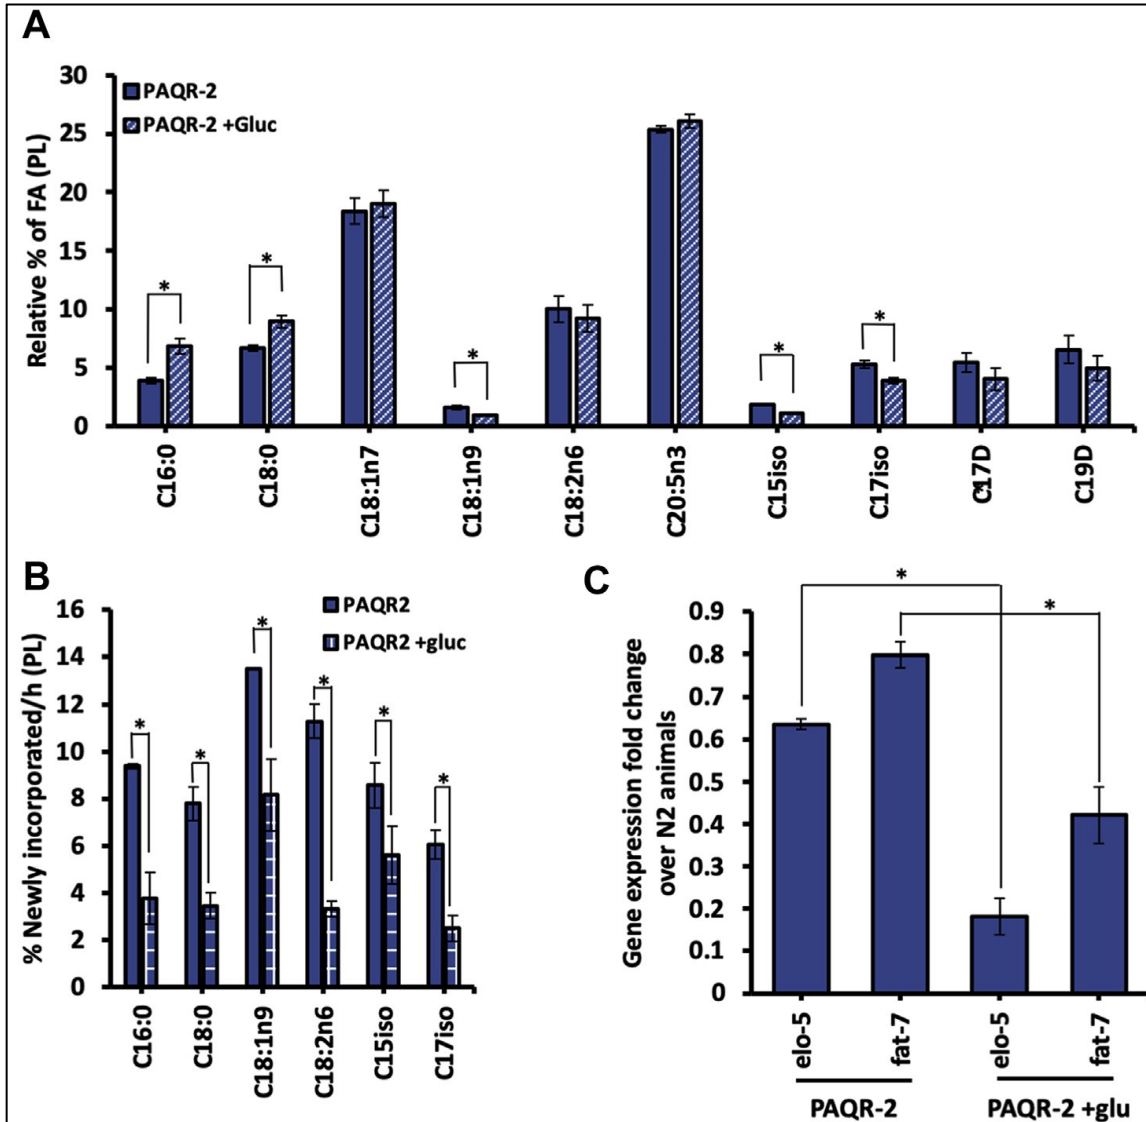 A
30
25
20
15
10
5
0
Relative % of FA (PL)
PAQR-2
PAQR-2 +Gluc
*
*
*
*
*
C16:0
C18:0
C18:1n7
C18:1n9
C18:2n6
C20:5n3
C15iso
C17iso
C17D
C19D
B
16
14
12
10
8
6
4
2
0
% Newly incorporated/h (PL)
PAQR2
PAQR2 +gluc
*
*
*
*
*
*
C16:0
C18:0
C18:1n9
C18:2n6
C15iso
C17iso
C
0.9
0.8
0.7
0.6
0.5
0.4
0.3
0.2
0.1
0
Gene expression fold change
over N2 animals
*
*
elo-5
fat-7
elo-5
fat-7
PAQR-2
PAQR-2 +glu